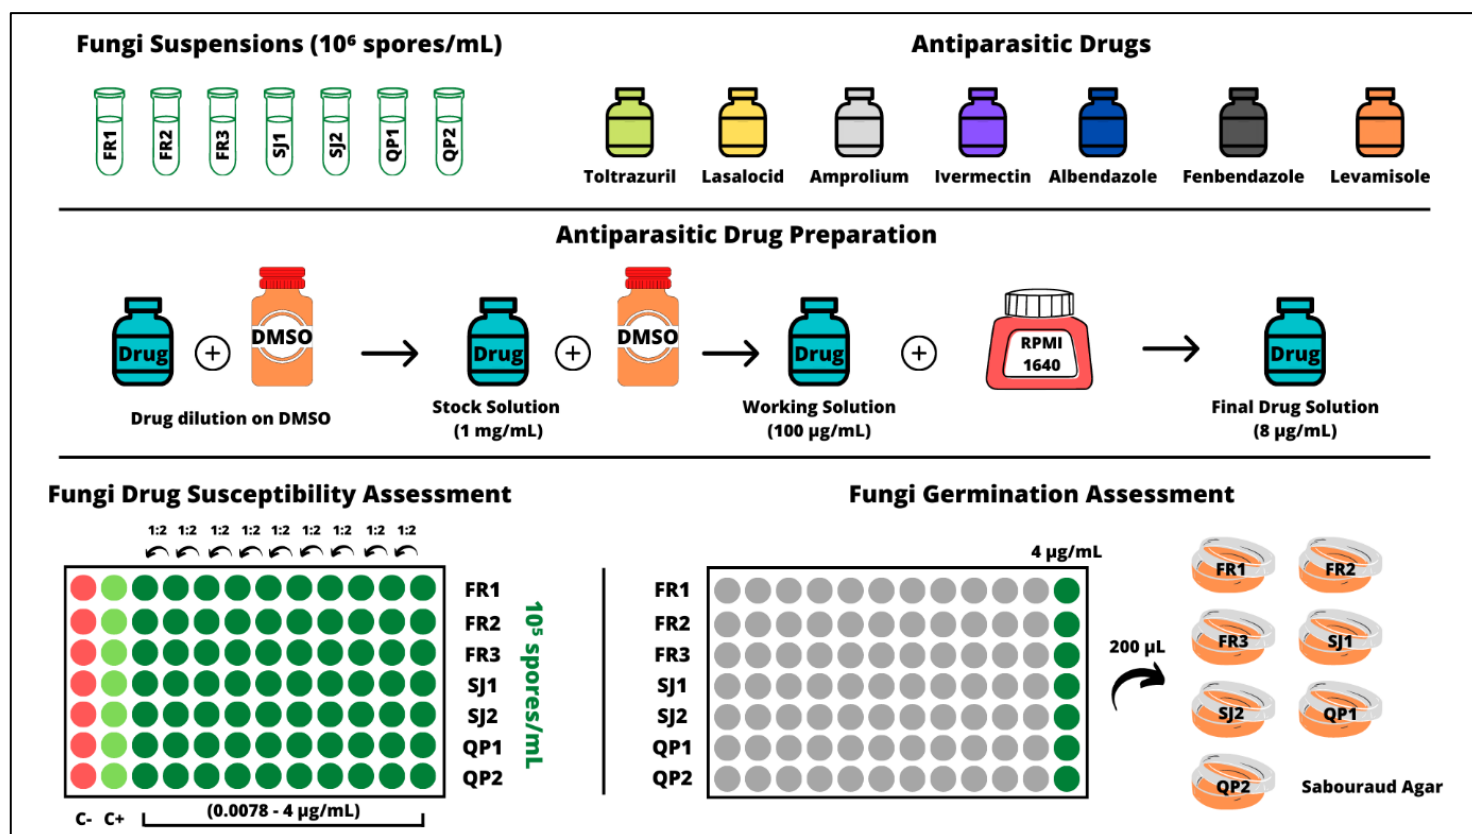 Fungi Suspensions (10⁶ spores/mL)
FR1
FR2
FR3
SJ1
SJ2
QP1
QP2
Antiparasitic Drugs
Toltrazuril
Lasalocid
Amprolium
Ivermectin
Albendazole
Fenbendazole
Levamisole
Antiparasitic Drug Preparation
Drug
+
DMSO
Drug dilution on DMSO
Drug
+
DMSO
Stock Solution
(1 mg/mL)
Drug
+
RPMI
1640
Working Solution
(100 µg/mL)
Drug
Final Drug Solution
(8 µg/mL)
Fungi Drug Susceptibility Assessment
1:2 1:2 1:2 1:2 1:2 1:2 1:2 1:2 1:2
FR1
FR2
FR3
SJ1
SJ2
QP1
QP2
10⁵ spores/mL
C- C+
(0.0078 - 4 µg/mL)
Fungi Germination Assessment
4 µg/mL
FR1
FR2
FR3
SJ1
SJ2
QP1
QP2
200 µL
FR1
FR2
FR3
SJ1
SJ2
QP1
QP2
Sabouraud Agar